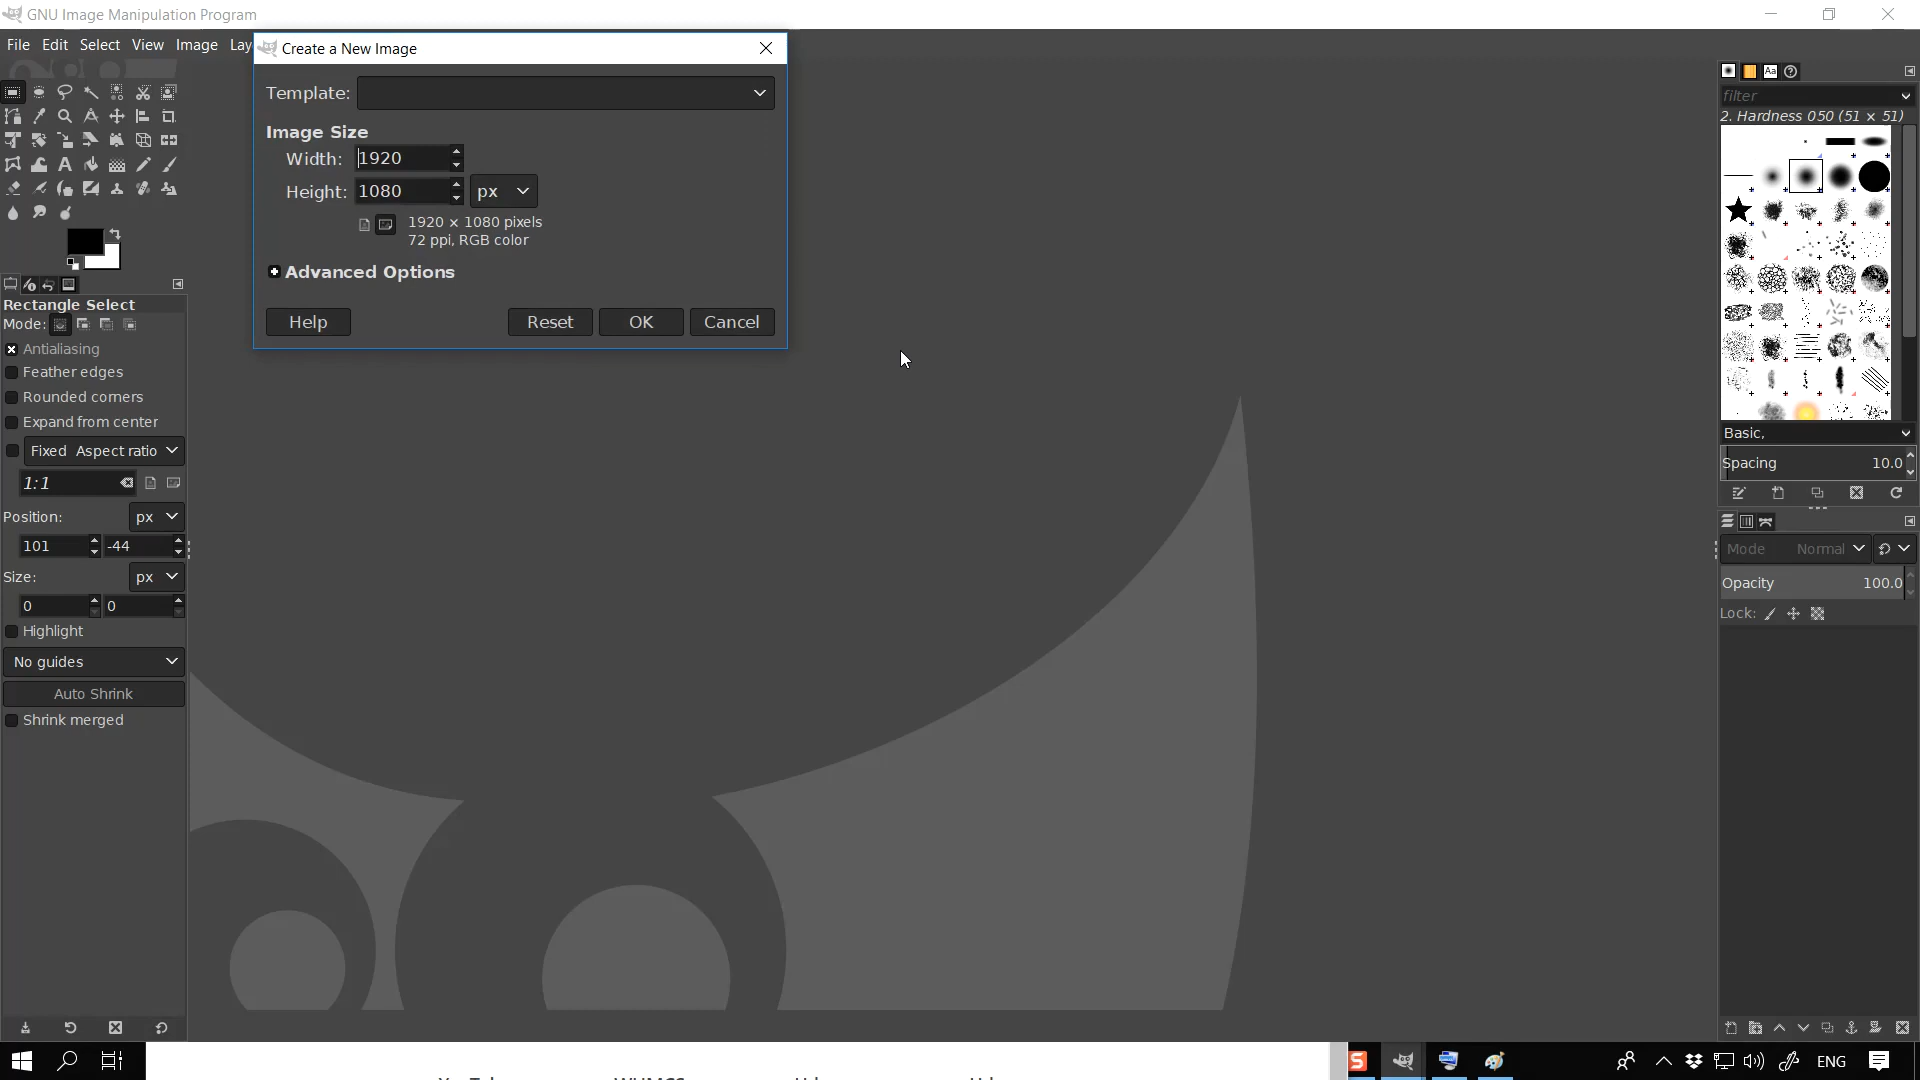 GNU Image Manipulation Program
File Edit Select View Image Lay
Create a New Image
Template:
Image Size
Width: 1920
Height: 1080 px
1920 × 1080 pixels
72 ppi, RGB color
Advanced Options
Help Reset OK Cancel
Rectangle Select
Mode:
Antialiasing
Feather edges
Rounded corners
Expand from center
Fixed Aspect ratio
1:1
Position: px
101 -44
Size: px
0 0
Highlight
No guides
Auto Shrink
Shrink merged
Aa
filter
2. Hardness 050 (51 × 51)
Basic,
Spacing 10.0
Mode Normal
Opacity 100.0
Lock:
ENG